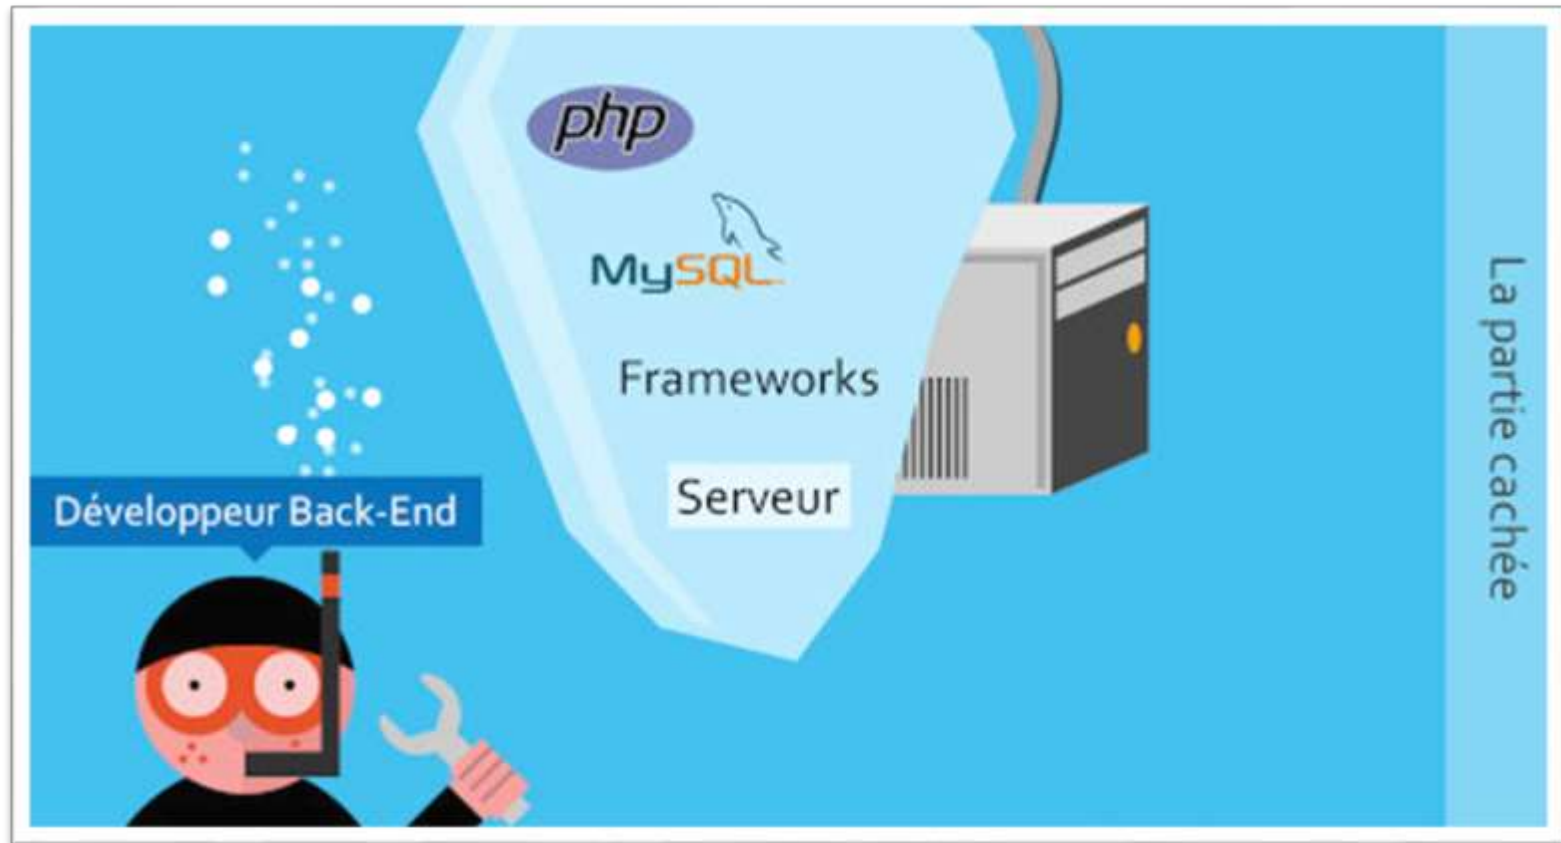 php
MySQL
Frameworks
Serveur
Développeur Back-End
La partie cachée